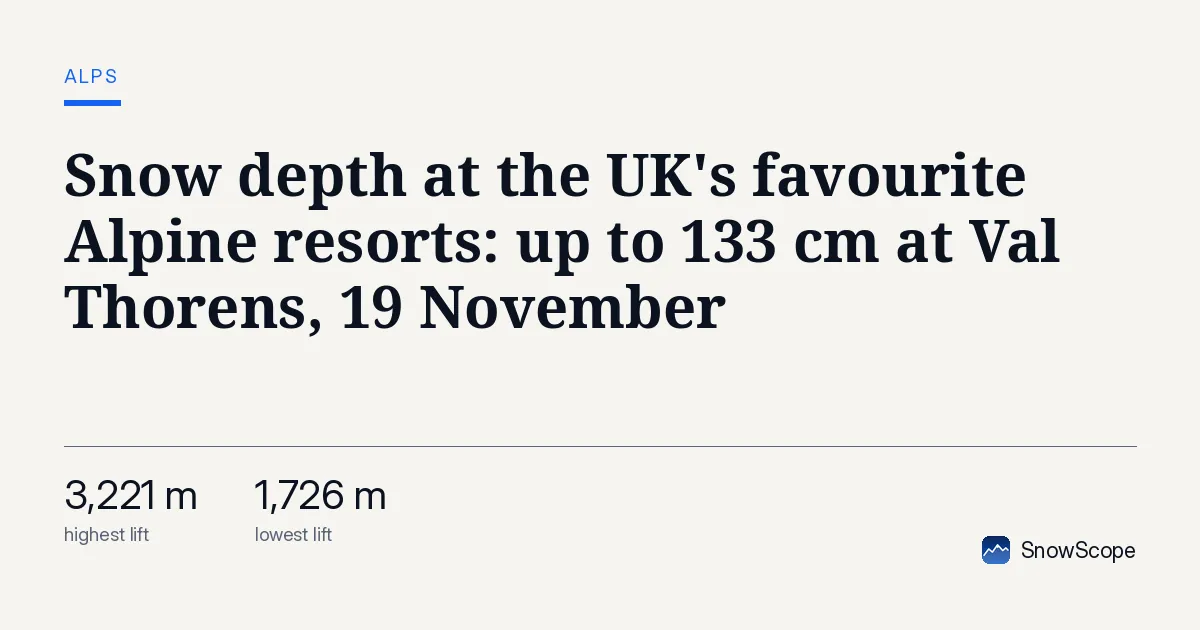 ALPS
Snow depth at the UK's favourite
Alpine resorts: up to 133 cm at Val
Thorens, 19 November
3,221 m
highest lift
1,726 m
lowest lift
SnowScope